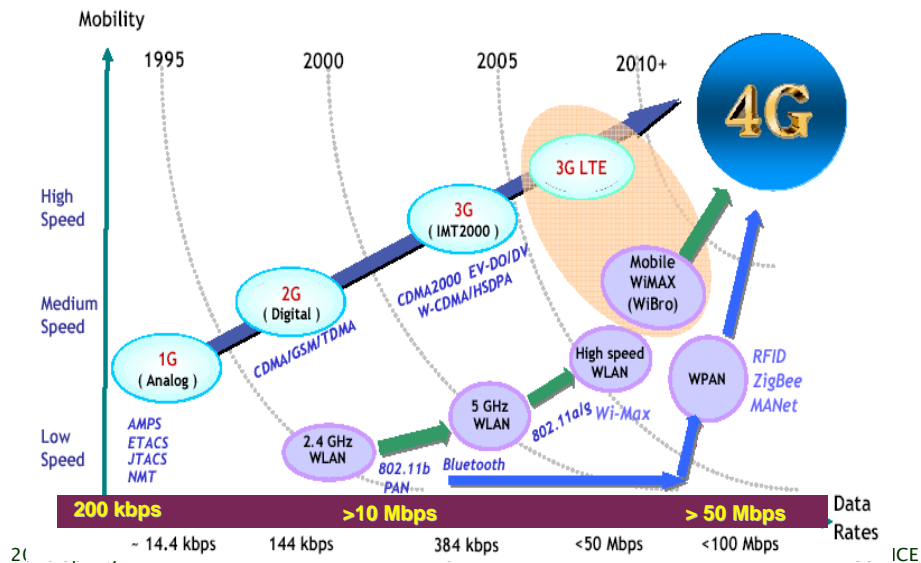 Mobility
1995
2000
2005
2010+
4G
3G LTE
High
Speed
3G
( IMT2000 )
CDMA2000 EV-DO/DV
W-CDMA/HSDPA
Mobile
WiMAX
(WiBro)
Medium
Speed
2G
( Digital )
CDMA/GSM/TDMA
1G
( Analog )
High speed
WLAN
WPAN
RFID
ZigBee
MANet
AMPS
ETACS
JTACS
NMT
Low
Speed
2.4 GHz
WLAN
5 GHz
WLAN
802.11a/g
Wi-Max
802.11b
PAN
Bluetooth
200 kbps
>10 Mbps
> 50 Mbps
Data
Rates
~ 14.4 kbps
144 kbps
384 kbps
<50 Mbps
<100 Mbps